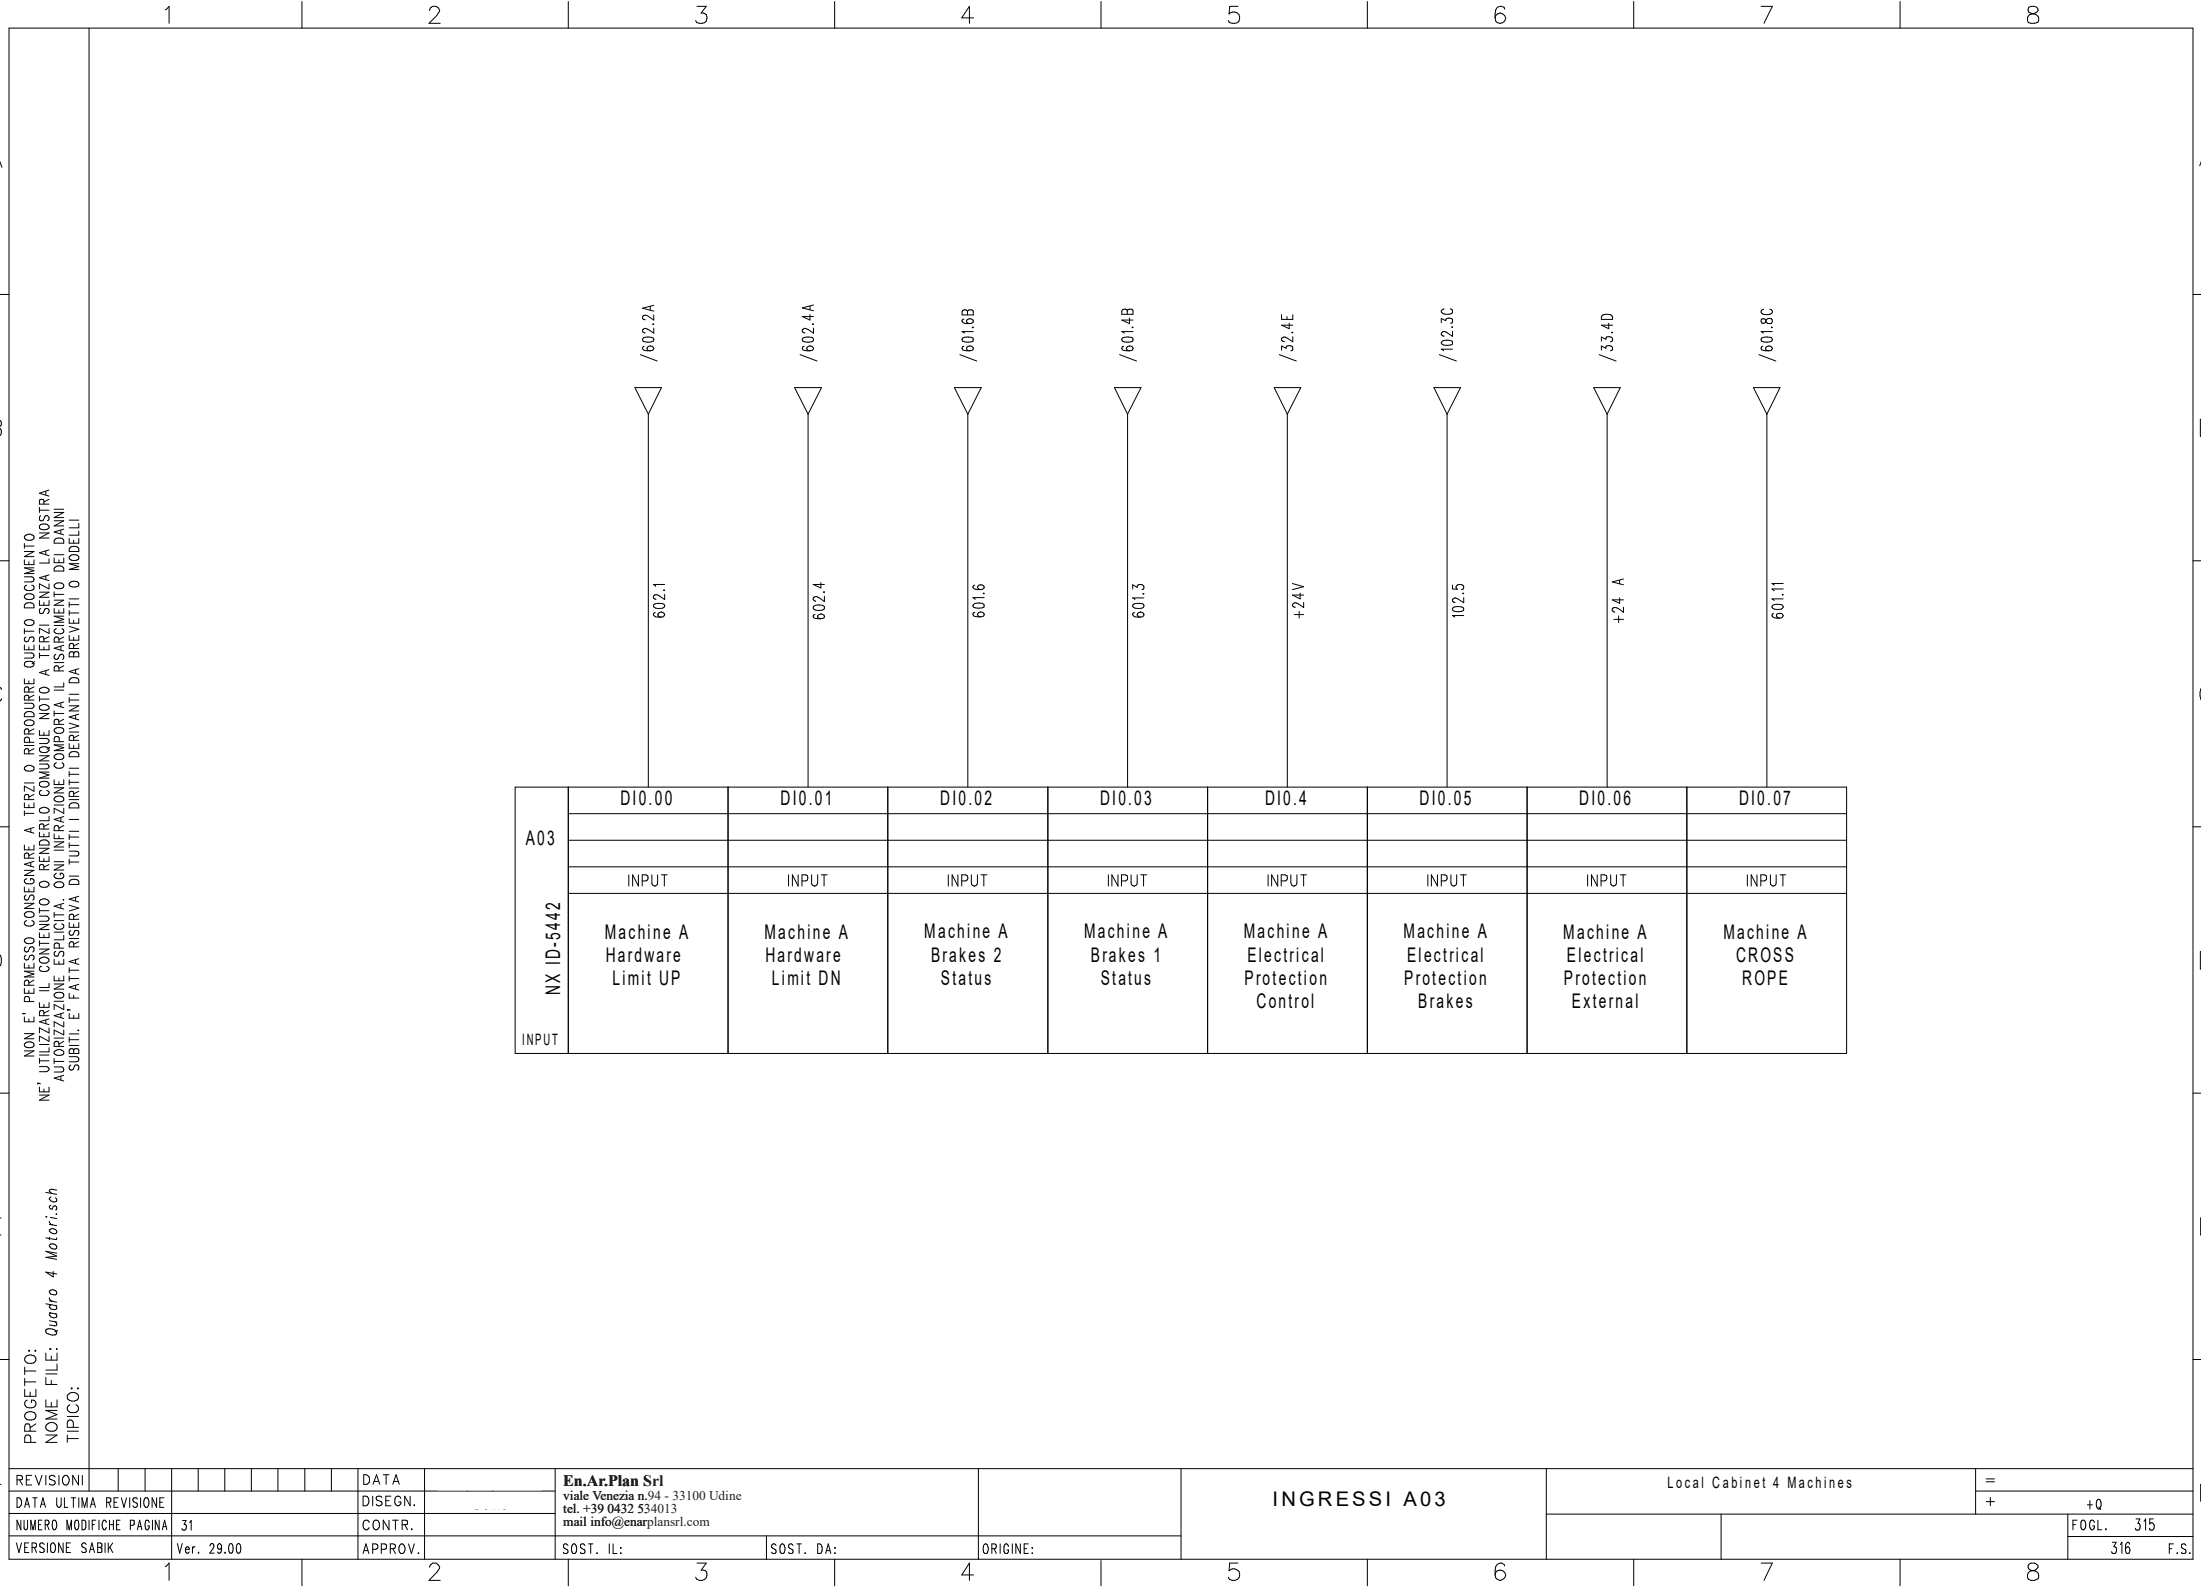 1 2 3 4 5 6 7 8
/602.2A /602.4A /601.6B /601.4B /32.4E /102.3C /33.4D /601.8C
602.1 602.4 601.6 601.3 +24V 102.5 +24 A 601.11
A03
NX ID-5442
INPUT
DI0.00 DI0.01 DI0.02 DI0.03 DI0.4 DI0.05 DI0.06 DI0.07
INPUT INPUT INPUT INPUT INPUT INPUT INPUT INPUT
Machine A
Hardware
Limit UP
Machine A
Hardware
Limit DN
Machine A
Brakes 2
Status
Machine A
Brakes 1
Status
Machine A
Electrical
Protection
Control
Machine A
Electrical
Protection
Brakes
Machine A
Electrical
Protection
External
Machine A
CROSS
ROPE
NON E' PERMESSO CONSEGNARE A TERZI O RIPRODURRE QUESTO DOCUMENTO
NE' UTILIZZARE IL CONTENUTO O RENDERLO COMUNQUE NOTO A TERZI SENZA LA NOSTRA
AUTORIZZAZIONE ESPLICITA. OGNI INFRAZIONE COMPORTA IL RISARCIMENTO DEI DANNI
SUBITI. E' FATTA RISERVA DI TUTTI I DIRITTI DERIVANTI DA BREVETTI O MODELLI
PROGETTO:
NOME FILE: Quadro 4 Motori.sch
TIPICO:
REVISIONI
DATA ULTIMA REVISIONE
NUMERO MODIFICHE PAGINA 31
VERSIONE SABIK Ver. 29.00
DATA
DISEGN.
CONTR.
APPROV.
En.Ar.Plan Srl
viale Venezia n.94 - 33100 Udine
tel. +39 0432 534013
mail info@enarplansrl.com
SOST. IL: SOST. DA: ORIGINE:
INGRESSI A03
Local Cabinet 4 Machines
=
+ +Q
FOGL. 315
316 F.S.
1 2 3 4 5 6 7 8